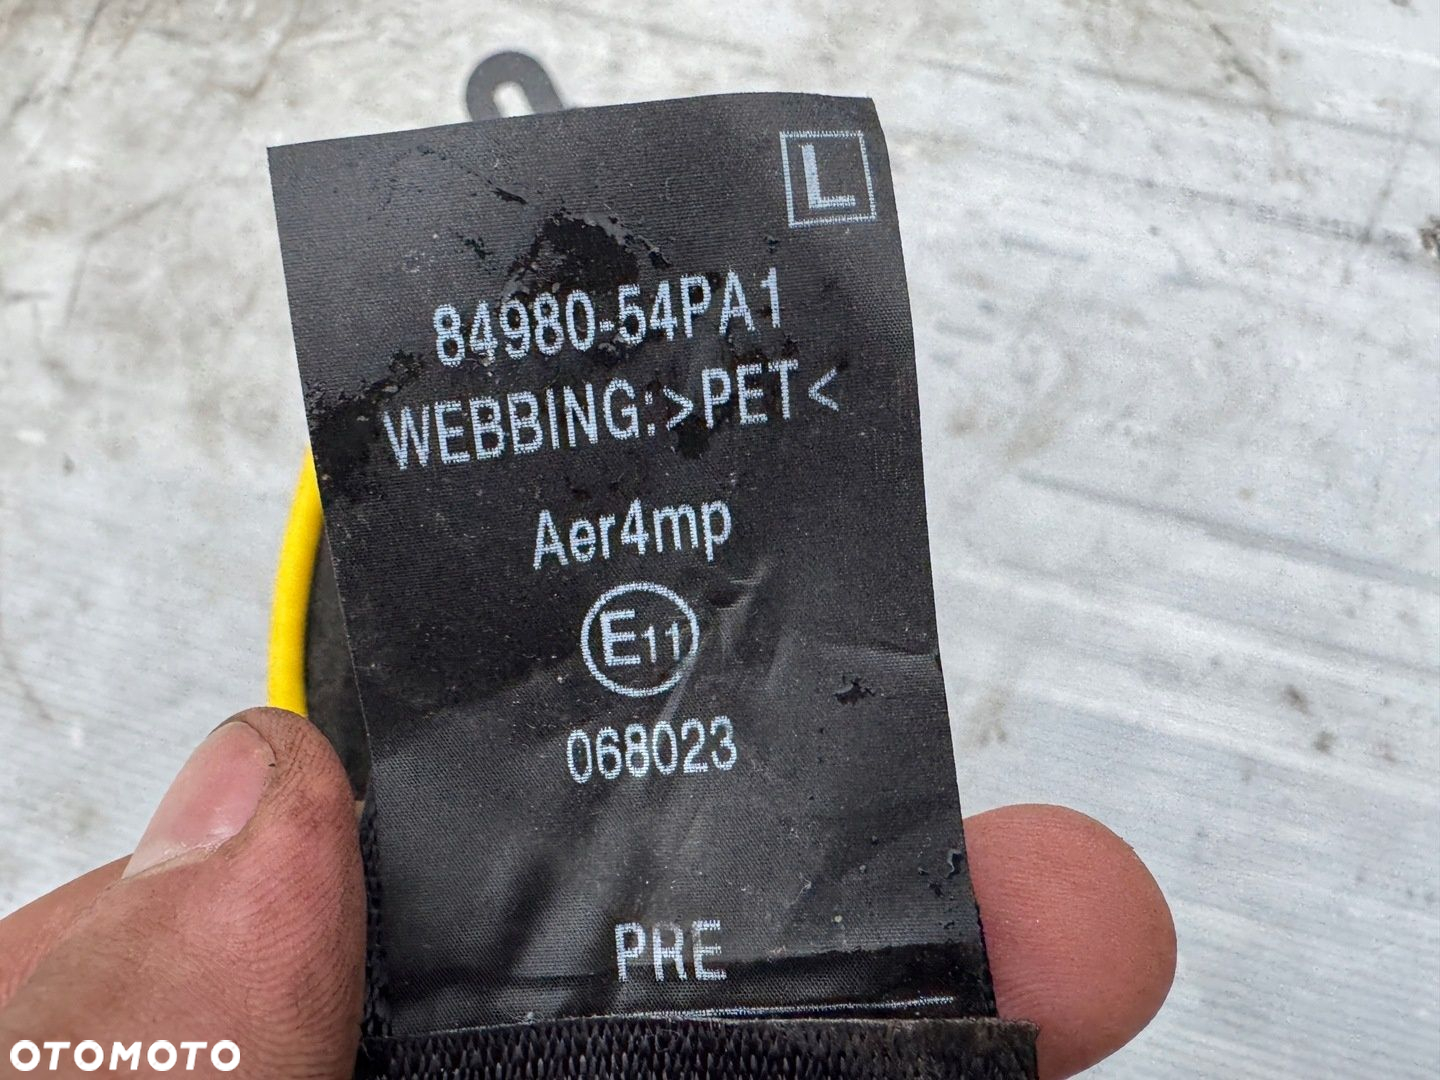 L
84980-54PA1
WEBBING:>PET<
Aer4mp
E11
068023
PRE
OTOMOTO